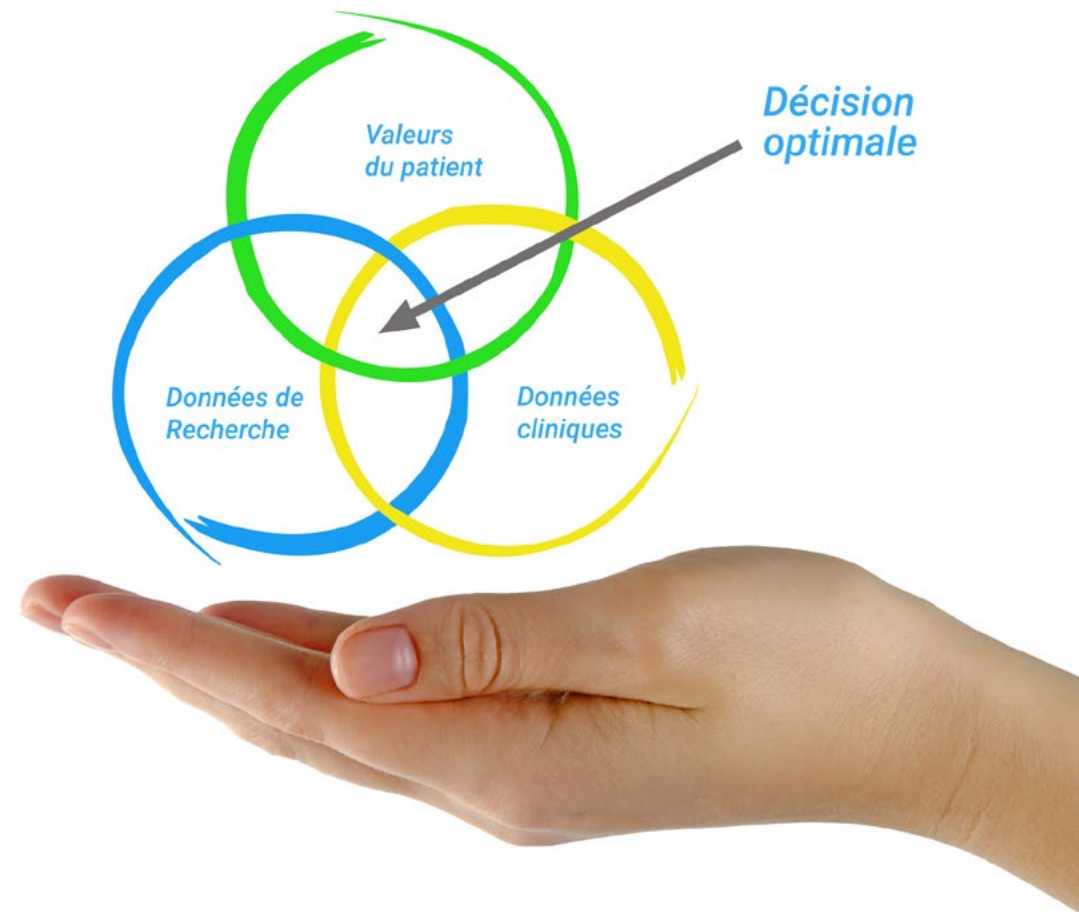 Valeurs
du patient
Décision
optimale
Données de
Recherche
Données
cliniques